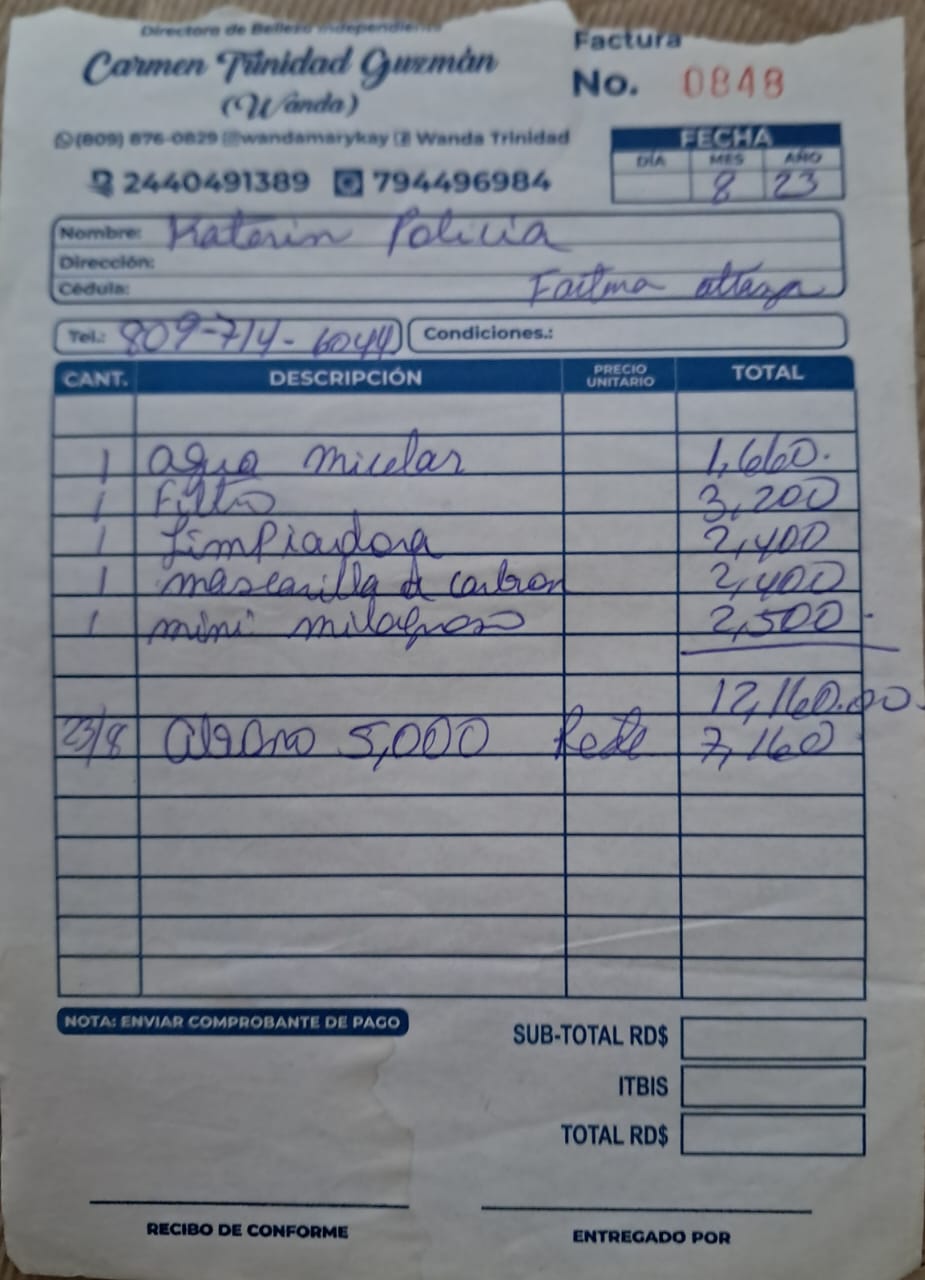 Directora de Belleza Independiente
Carmen Trinidad Guzmán
(Wanda)
(809) 876-0829 wandamarykay Wanda Trinidad
2440491389 794496984
Factura
No. 0848
FECHA
DÍA MES AÑO
8 23
Nombre: Katerin Policia
Dirección:
Cédula: Faitma
Tel.: 809-714-6044 Condiciones.:
CANT. DESCRIPCIÓN PRECIO UNITARIO TOTAL
1 agua micelar 1,660.
1 Filtro 3,200
1 Limpiadora 2,400
1 mascarilla d carbon 2,400
1 mini milagroso 2,500
12,160.00
23/8 5,000 Resta 7,160
NOTA: ENVIAR COMPROBANTE DE PAGO
SUB-TOTAL RD$
ITBIS
TOTAL RD$
RECIBO DE CONFORME
ENTREGADO POR